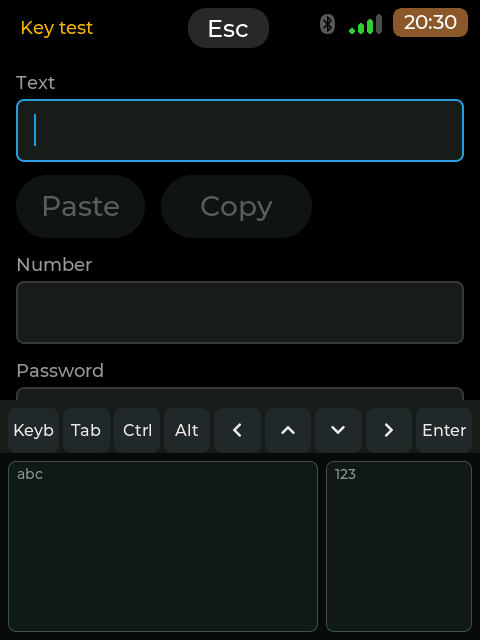 Key test Esc 20:30
Text
Paste Copy
Number
Password
Keyb Tab Ctrl Alt Enter
abc 123